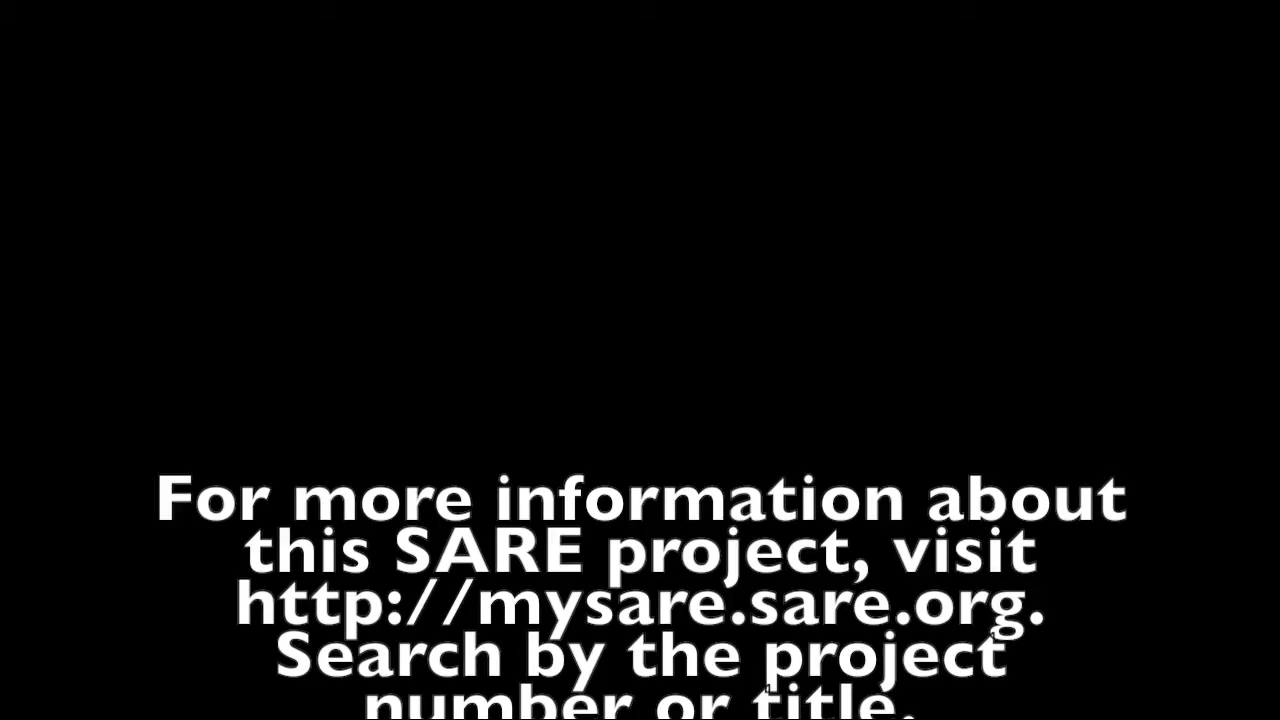 For more information about
this SARE project, visit
http://mysare.sare.org.
Search by the project
number or title.